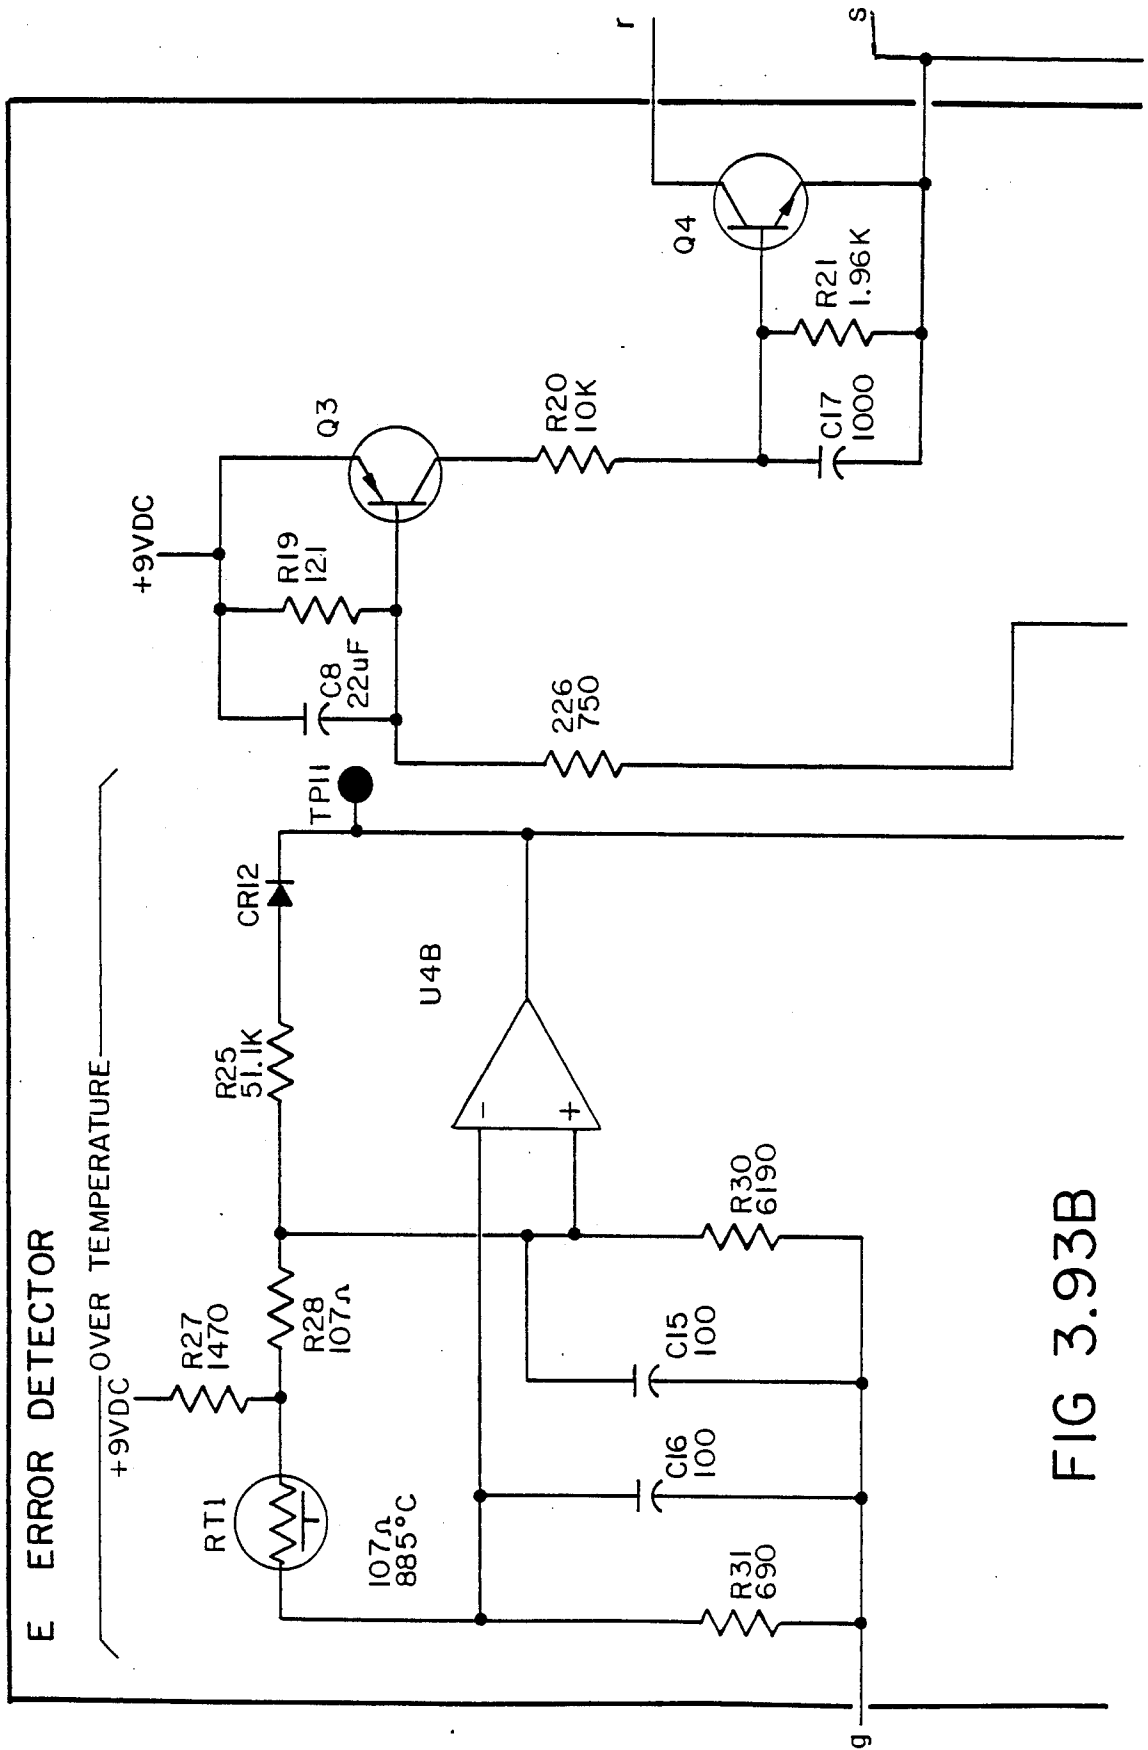 E ERROR DETECTOR
OVER TEMPERATURE
+9VDC
R27
1470
RT1
107Ω
885°C
R28
107Ω
R25
51.1K
CR12
TP11
U4B
-
+
R31
690
C16
100
C15
100
R30
6190
g
+9VDC
C8
22uF
R19
121
Q3
226
750
R20
10K
C17
1000
R21
1.96K
Q4
r
s
FIG 3.93B